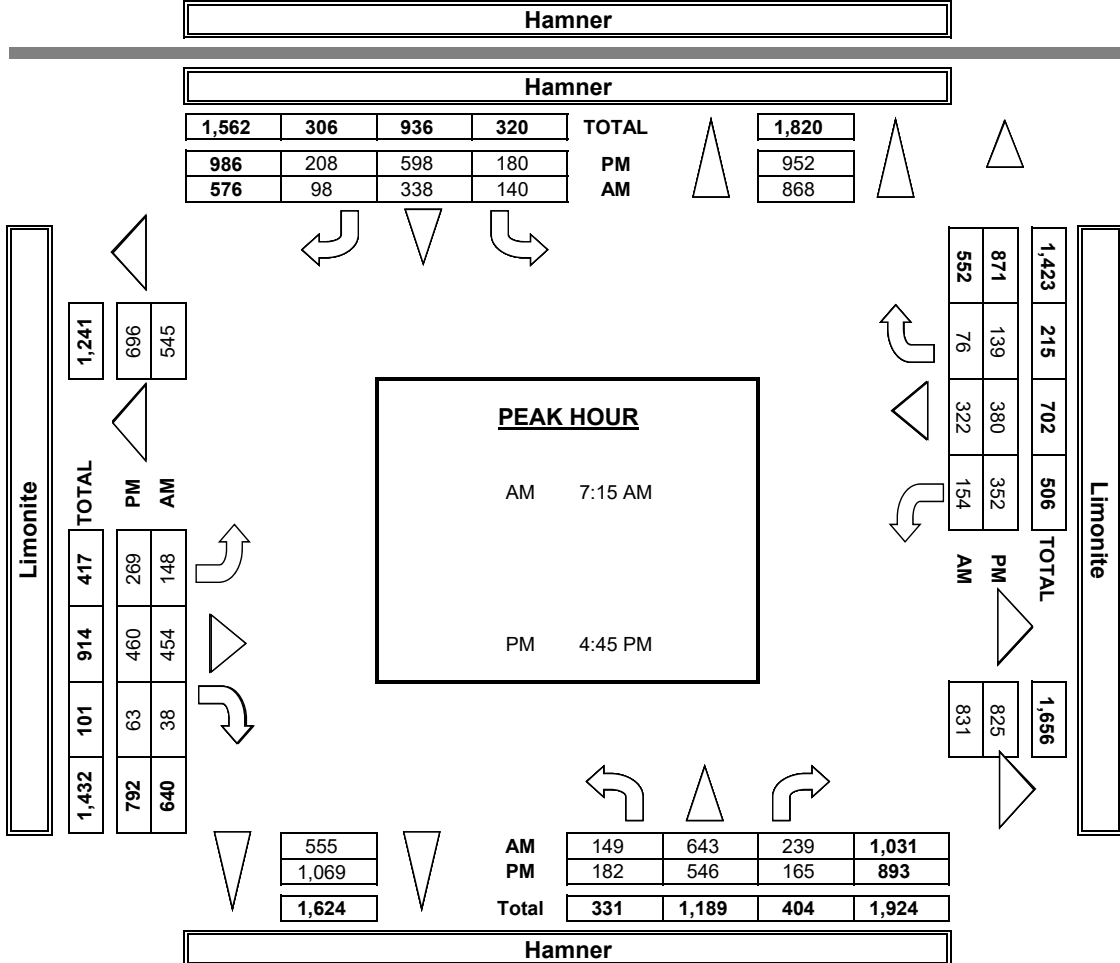 Hamner
Hamner
1,562 306 936 320 TOTAL 1,820
986 208 598 180 PM 952
576 98 338 140 AM 868
Limonite
1,241
696
545
TOTAL PM AM
417 269 148
914 460 454
101 63 38
1,432 792 640
PEAK HOUR
AM 7:15 AM
PM 4:45 PM
552 871 1,423
76 139 215
322 380 702
154 352 506
AM PM TOTAL
831 825 1,656
Limonite
555 AM 149 643 239 1,031
1,069 PM 182 546 165 893
1,624 Total 331 1,189 404 1,924
Hamner